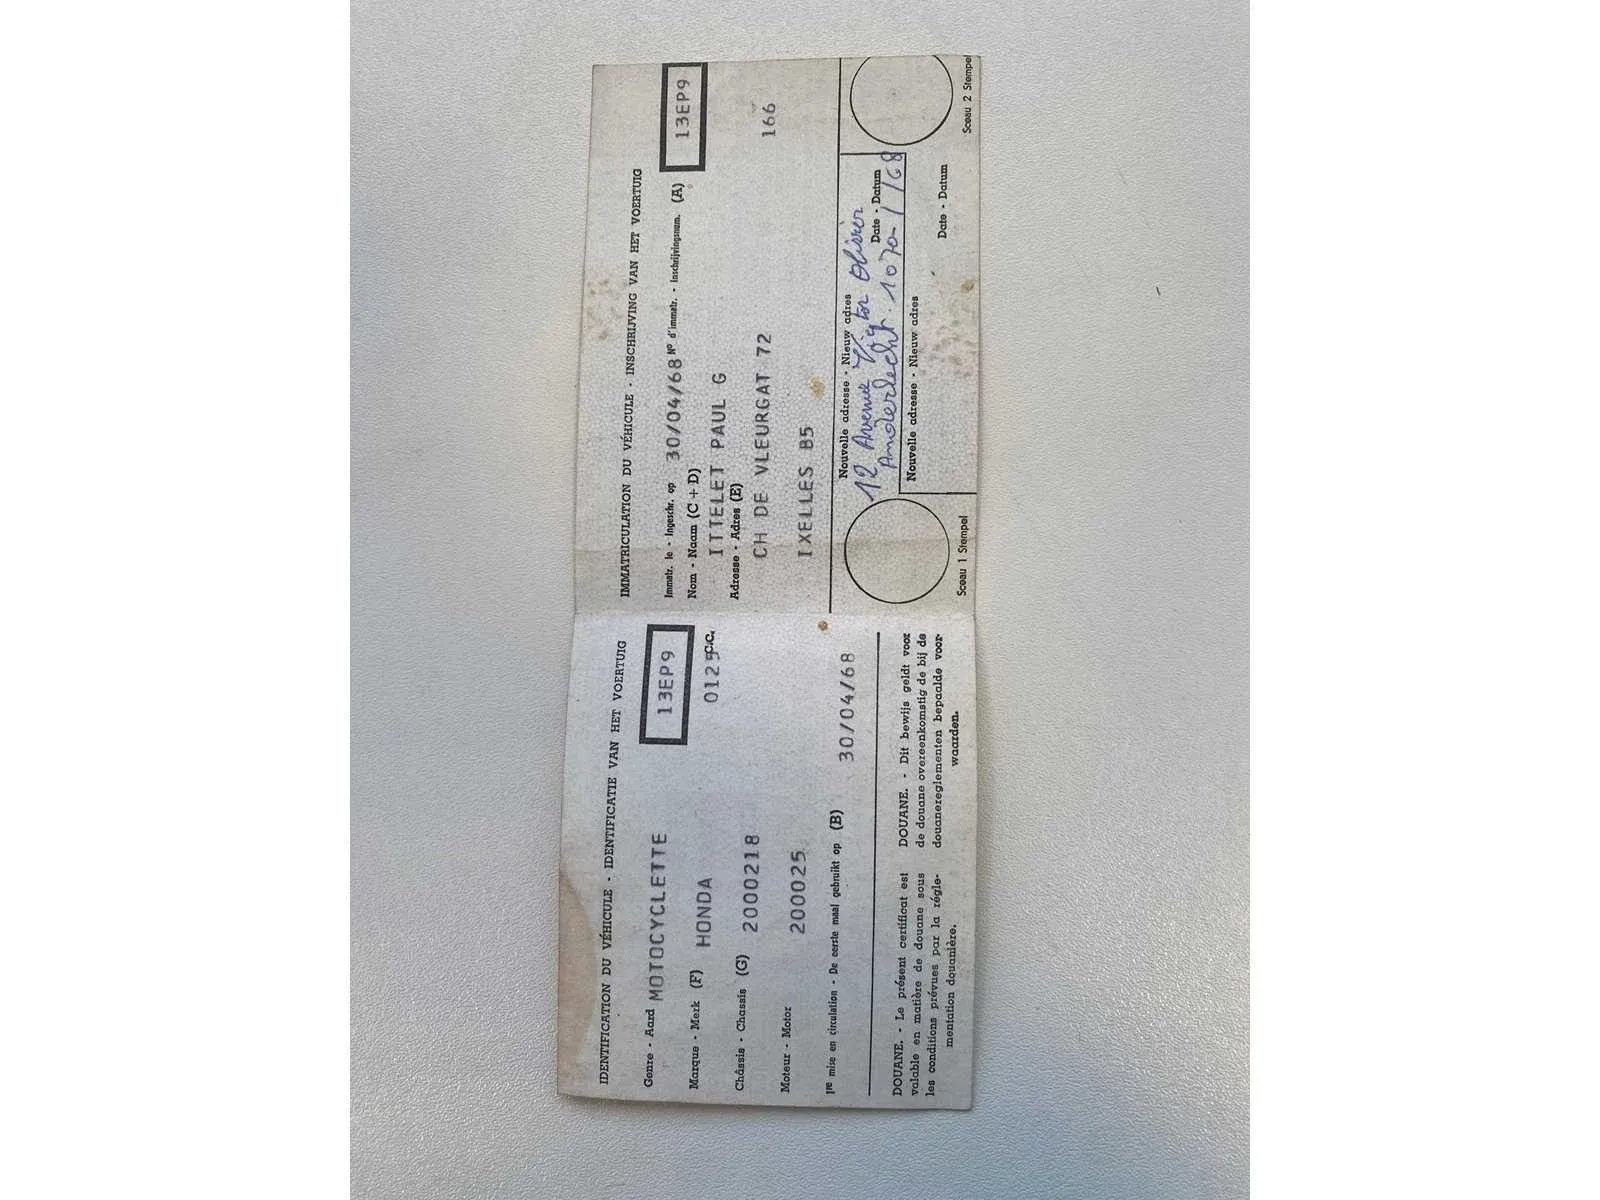 IDENTIFICATION DU VÉHICULE - IDENTIFICATIE VAN HET VOERTUIG
Genre - Aard MOTOCYCLETTE 13EP9
Marque - Merk (F) HONDA 0125 C.C.
Châssis - Chassis (G) 2000218
Moteur - Motor 200025
1re mise en circulation - De eerste maal gebruikt op (B) 30/04/68
DOUANE. - Le présent certificat est
valable en matière de douane sous
les conditions prévues par la régle-
mentation douanière.
DOUANE. - Dit bewijs geldt voor
de douane overeenkomstig de bij de
douanereglementen bepaalde voor-
waarden.
IMMATRICULATION DU VÉHICULE - INSCHRIJVING VAN HET VOERTUIG
Immatr. le - Ingeschr. op 30/04/68 No d'immatr. - Inschrijvingsnum. (A) 13EP9
Nom - Naam (C + D)
ITTELET PAUL G
Adresse - Adres (E)
CH DE VLEURGAT 72 166
IXELLES B5
Nouvelle adresse - Nieuw adres
12 Avenue Victor Olivier
Date - Datum
Anderlecht. 1070- 1/68
Nouvelle adresse - Nieuw adres
Date - Datum
Sceau 1 Stempel
Sceau 2 Stempel